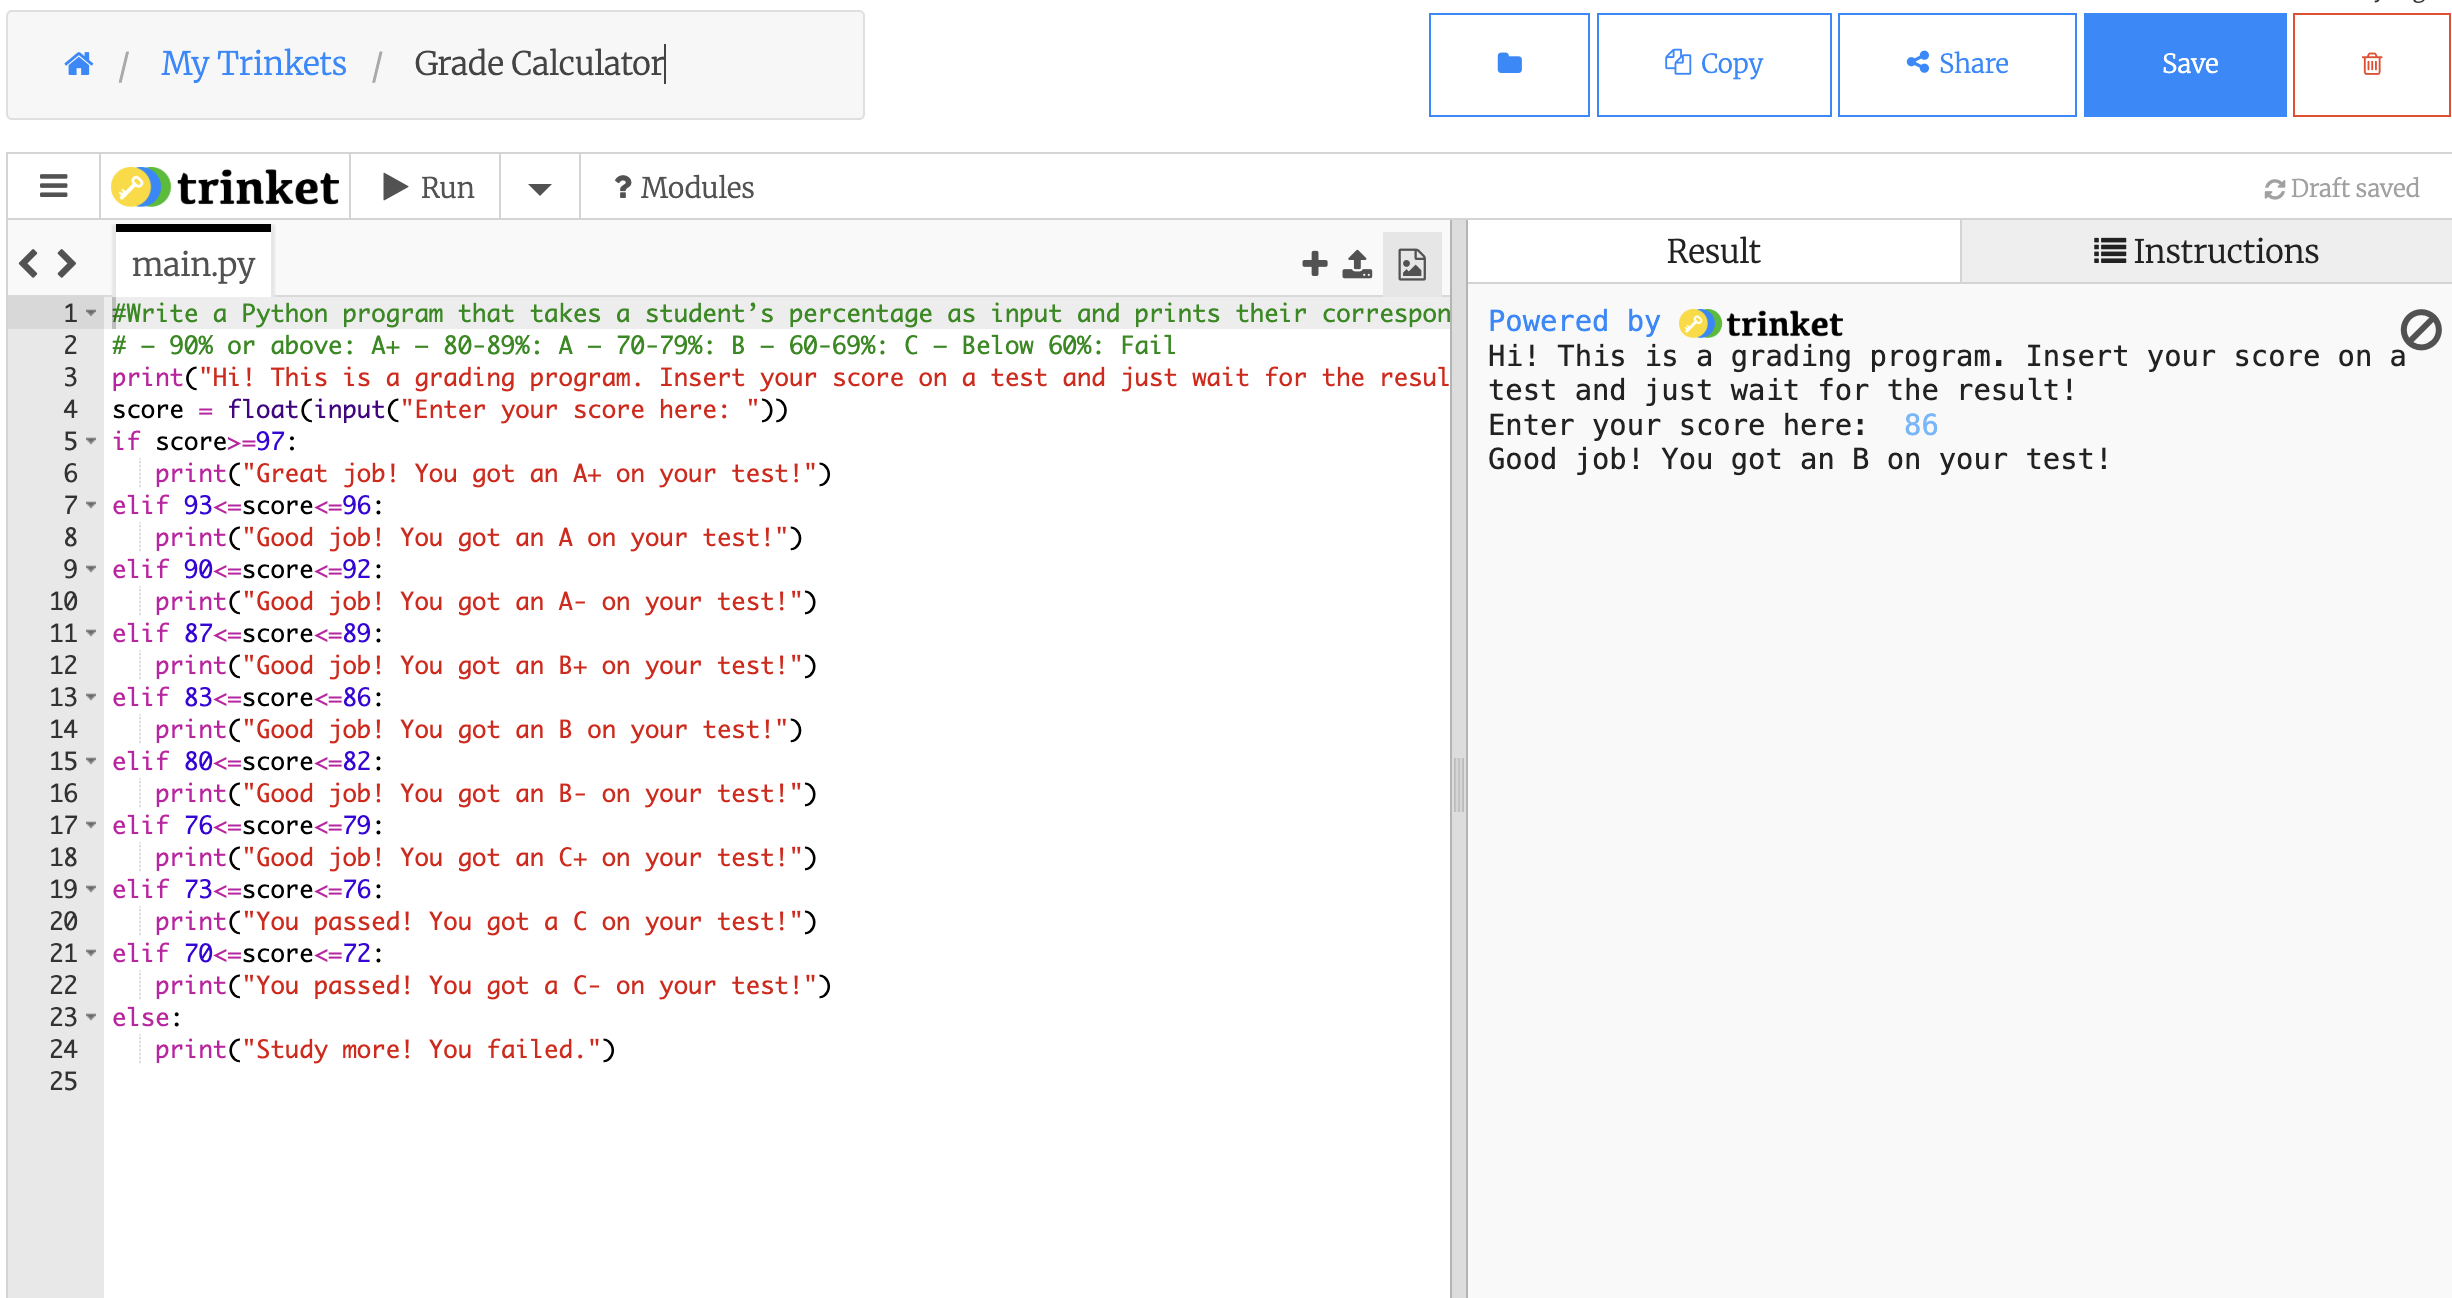 My Trinkets / Grade Calculator
Copy
Share
Save
trinket
Run
? Modules
Draft saved
main.py
Result
Instructions
1 #Write a Python program that takes a student’s percentage as input and prints their correspon
2 # – 90% or above: A+ – 80-89%: A – 70-79%: B – 60-69%: C – Below 60%: Fail
3 print("Hi! This is a grading program. Insert your score on a test and just wait for the resul
4 score = float(input("Enter your score here: "))
5 if score>=97:
6 print("Great job! You got an A+ on your test!")
7 elif 93<=score<=96:
8 print("Good job! You got an A on your test!")
9 elif 90<=score<=92:
10 print("Good job! You got an A- on your test!")
11 elif 87<=score<=89:
12 print("Good job! You got an B+ on your test!")
13 elif 83<=score<=86:
14 print("Good job! You got an B on your test!")
15 elif 80<=score<=82:
16 print("Good job! You got an B- on your test!")
17 elif 76<=score<=79:
18 print("Good job! You got an C+ on your test!")
19 elif 73<=score<=76:
20 print("You passed! You got a C on your test!")
21 elif 70<=score<=72:
22 print("You passed! You got a C- on your test!")
23 else:
24 print("Study more! You failed.")
25
Powered by trinket
Hi! This is a grading program. Insert your score on a
test and just wait for the result!
Enter your score here: 86
Good job! You got an B on your test!